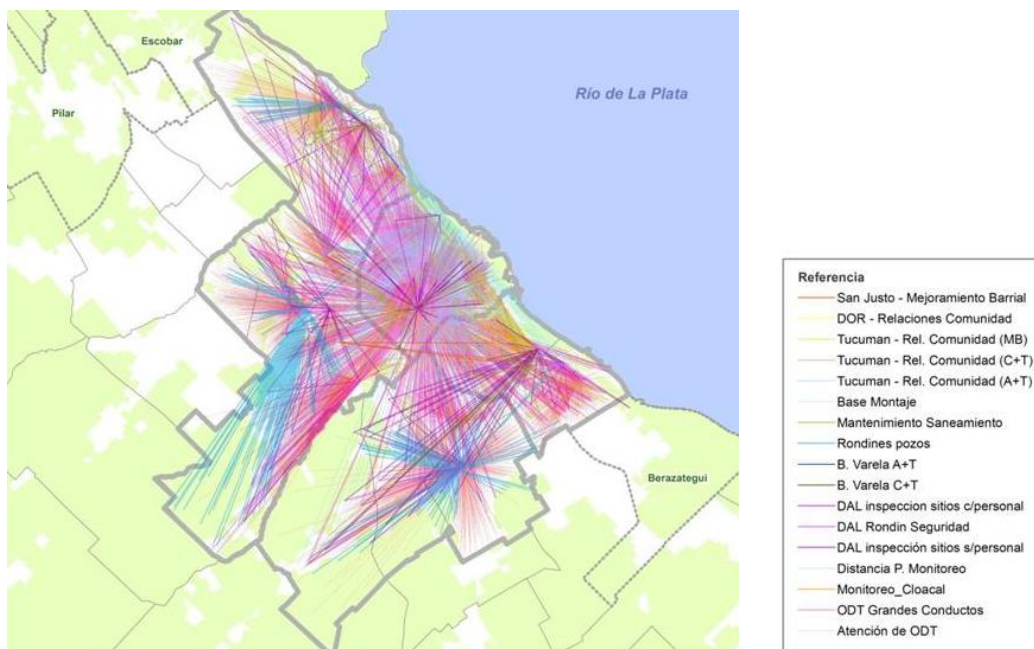 Escobar
Pilar
Río de La Plata
Berazategui
Referencia
San Justo - Mejoramiento Barrial
DOR - Relaciones Comunidad
Tucuman - Rel. Comunidad (MB)
Tucuman - Rel. Comunidad (C+T)
Tucuman - Rel. Comunidad (A+T)
Base Montaje
Mantenimiento Saneamiento
Rondines pozos
B. Varela A+T
B. Varela C+T
DAL inspeccion sitios c/personal
DAL Rondin Seguridad
DAL inspección sitios s/personal
Distancia P. Monitoreo
Monitoreo_Cloacal
ODT Grandes Conductos
Atención de ODT